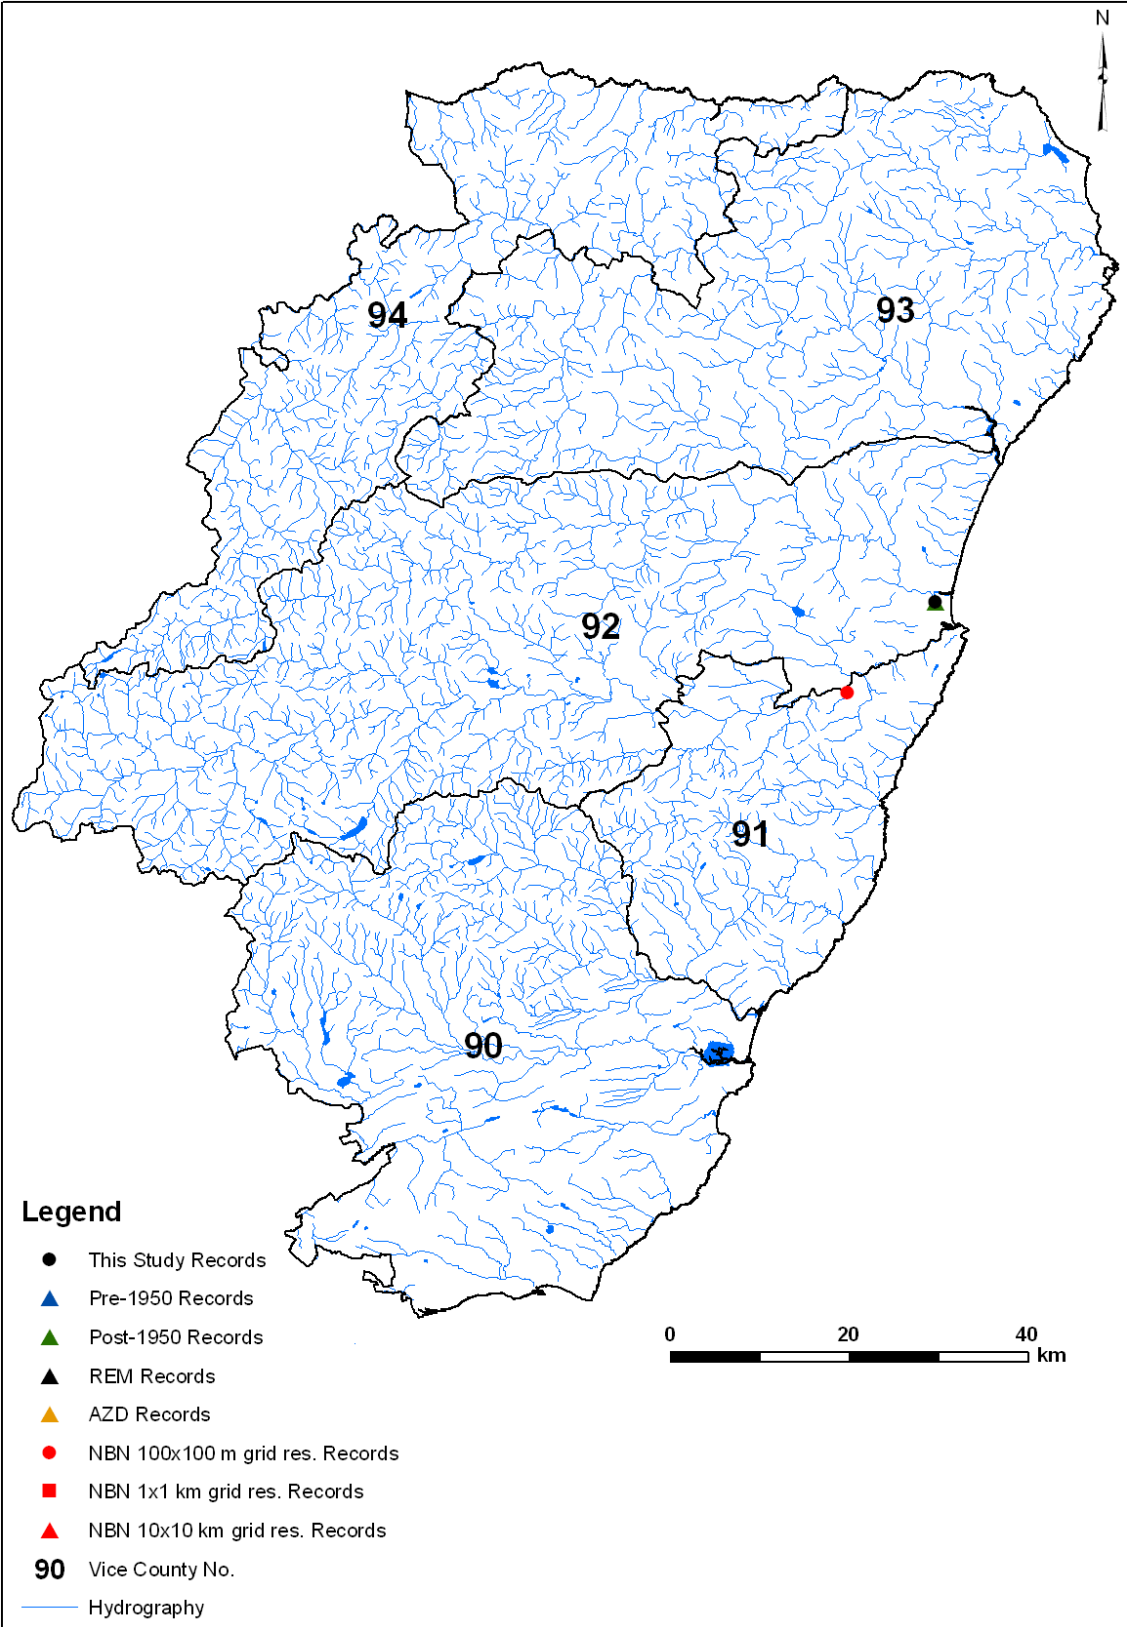 N
94
93
92
91
90
Legend
This Study Records
Pre-1950 Records
Post-1950 Records
REM Records
AZD Records
NBN 100x100 m grid res. Records
NBN 1x1 km grid res. Records
NBN 10x10 km grid res. Records
90 Vice County No.
Hydrography
0 20 40
km